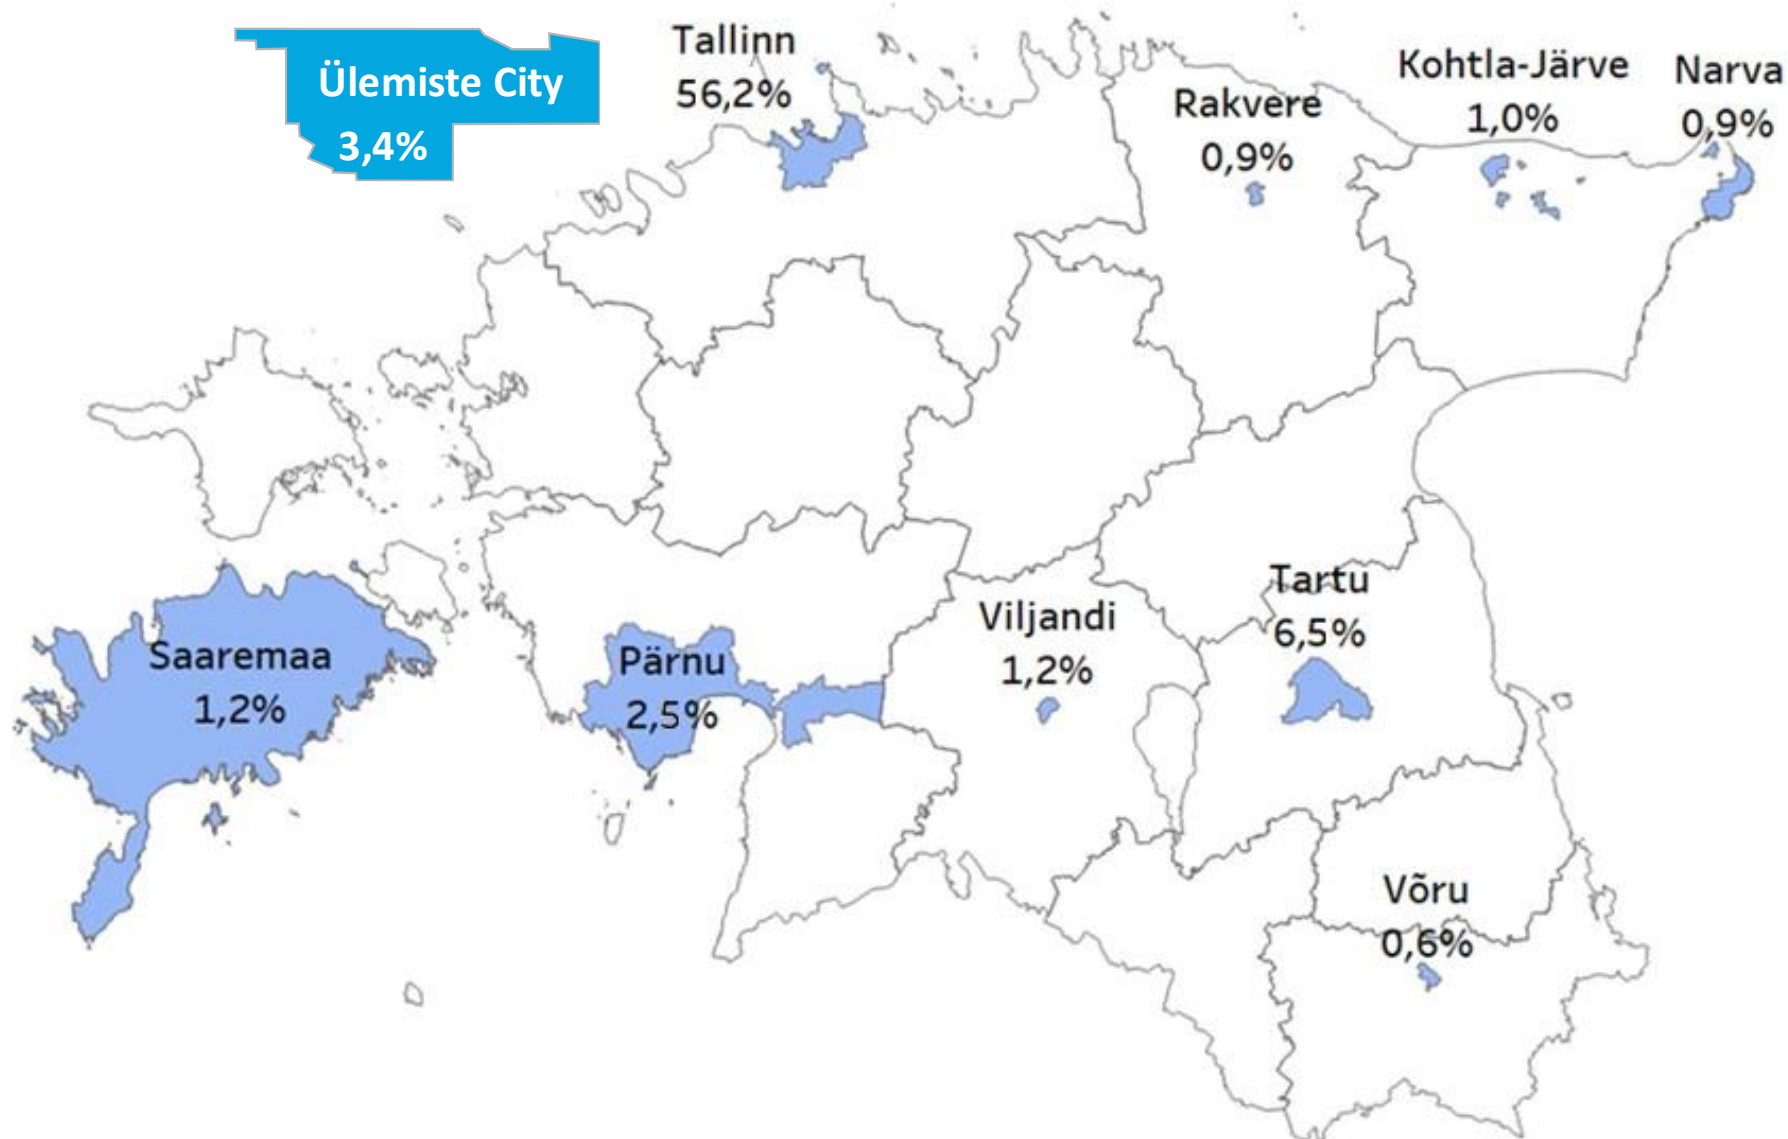 Ülemiste City
3,4%
Tallinn
56,2%
Rakvere
0,9%
Kohtla-Järve
1,0%
Narva
0,9%
Saaremaa
1,2%
Pärnu
2,5%
Viljandi
1,2%
Tartu
6,5%
Võru
0,6%